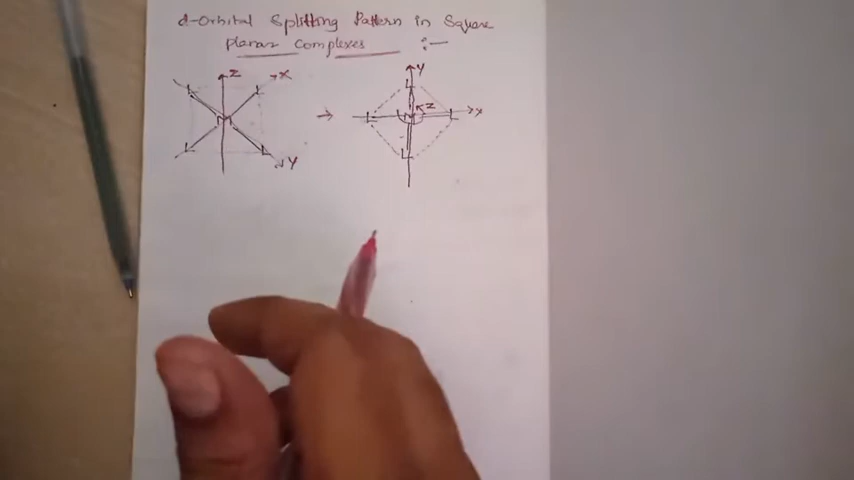 d-Orbital Splitting Pattern in Square
Planar Complexes :-
Z X Y
L L L L M
→
Y X Z
L L L L M